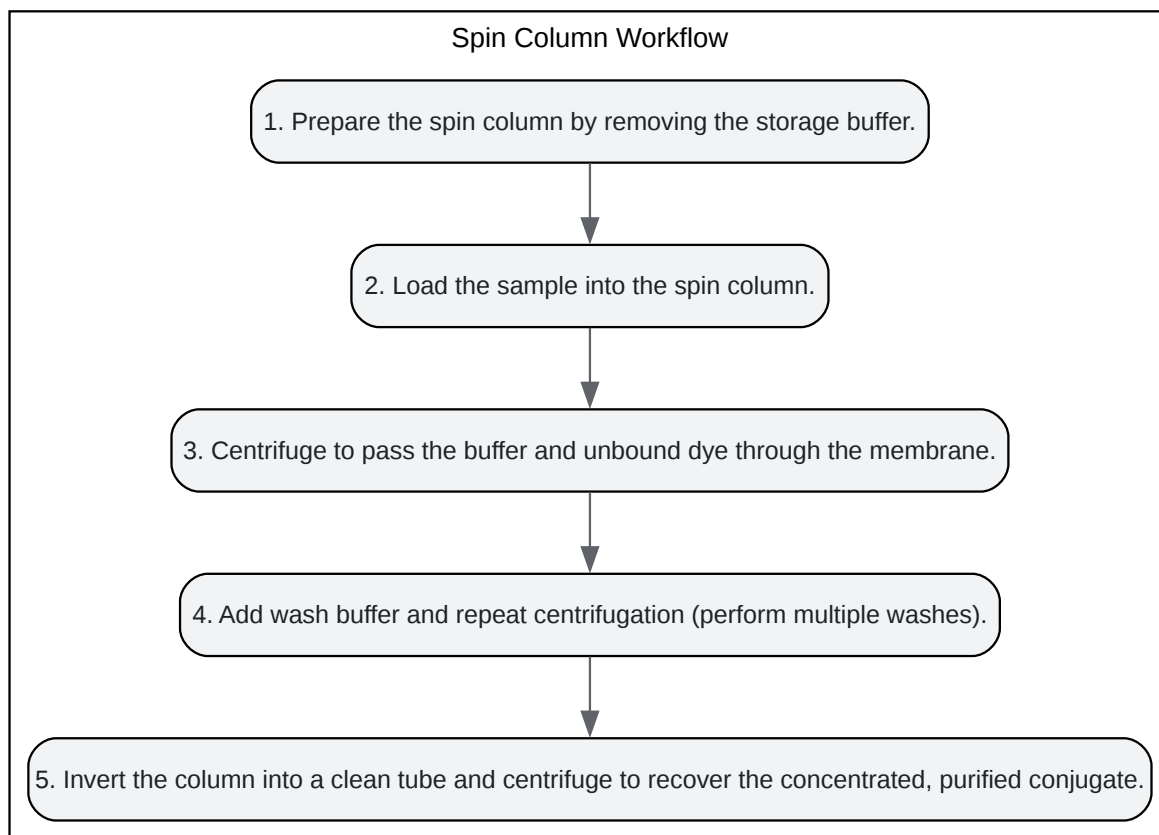 Spin Column Workflow
1. Prepare the spin column by removing the storage buffer.
2. Load the sample into the spin column.
3. Centrifuge to pass the buffer and unbound dye through the membrane.
4. Add wash buffer and repeat centrifugation (perform multiple washes).
5. Invert the column into a clean tube and centrifuge to recover the concentrated, purified conjugate.